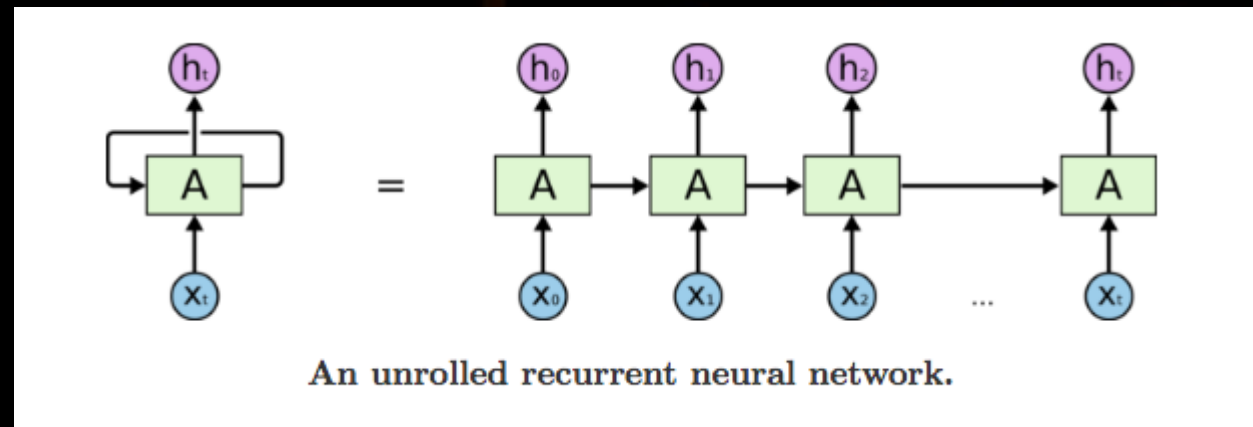 hₜ h₀ h₁ h₂ hₜ
A = A A A A
xₜ x₀ x₁ x₂ ... xₜ
An unrolled recurrent neural network.